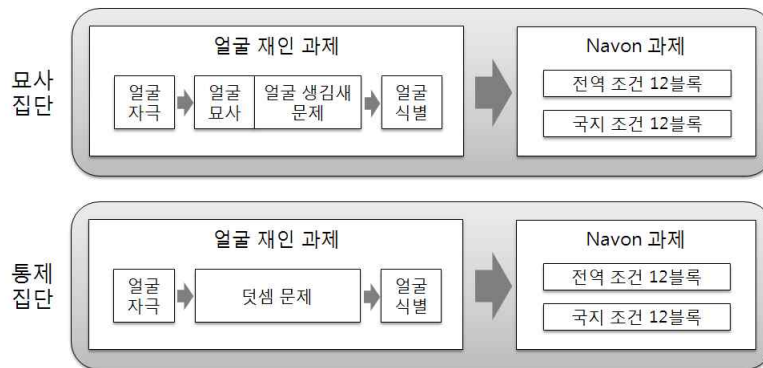 묘사
집단
얼굴 재인 과제
얼굴
자극
얼굴
묘사
얼굴 생김새
문제
얼굴
식별
Navon 과제
전역 조건 12블록
국지 조건 12블록
통제
집단
얼굴 재인 과제
얼굴
자극
덧셈 문제
얼굴
식별
Navon 과제
전역 조건 12블록
국지 조건 12블록